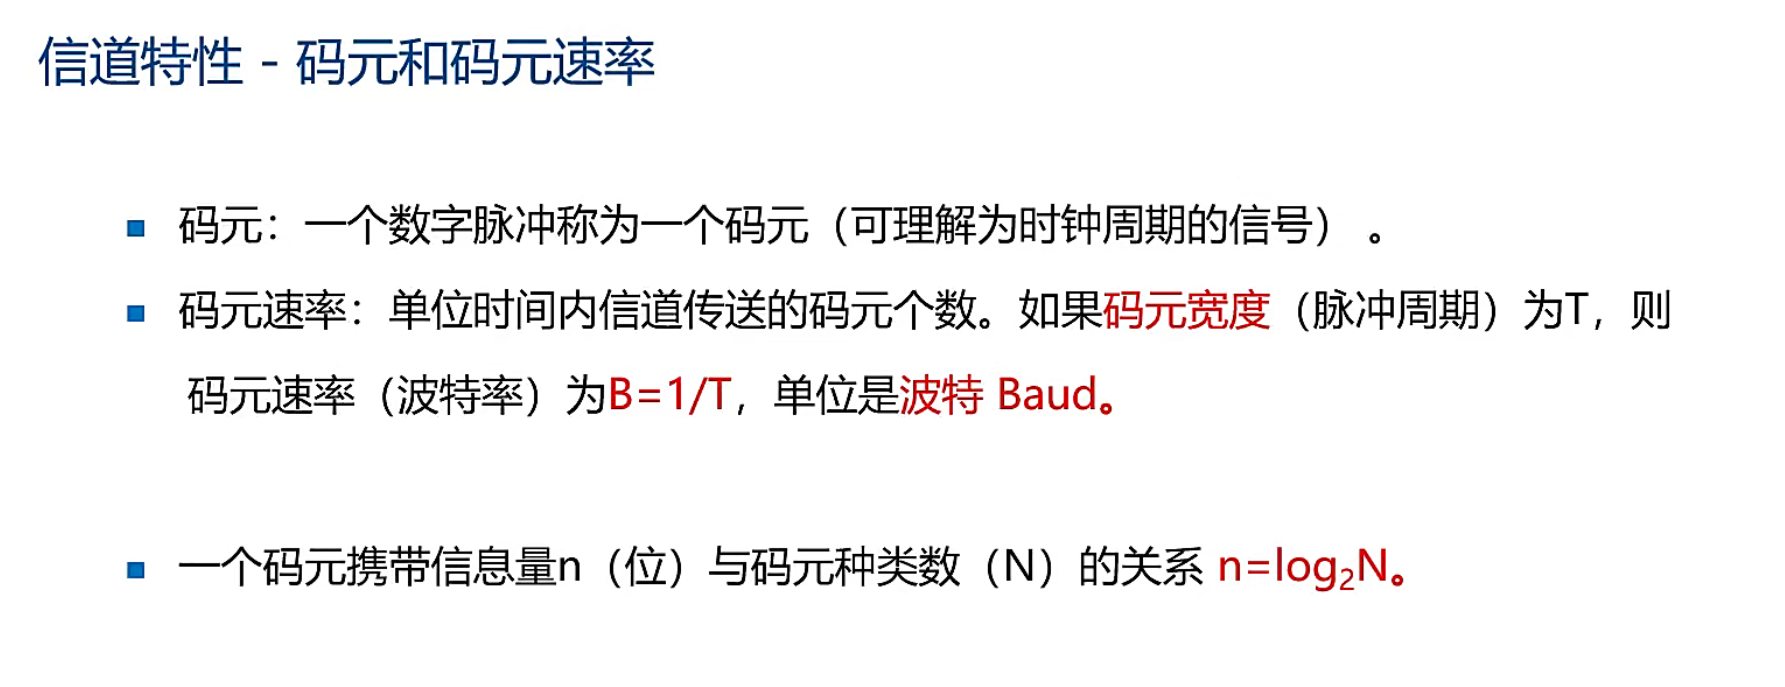 信道特性 - 码元和码元速率
码元：一个数字脉冲称为一个码元（可理解为时钟周期的信号） 。
码元速率：单位时间内信道传送的码元个数。如果码元宽度（脉冲周期）为T，则
码元速率（波特率）为B=1/T，单位是波特 Baud。
一个码元携带信息量n（位）与码元种类数（N）的关系 n=log₂N。